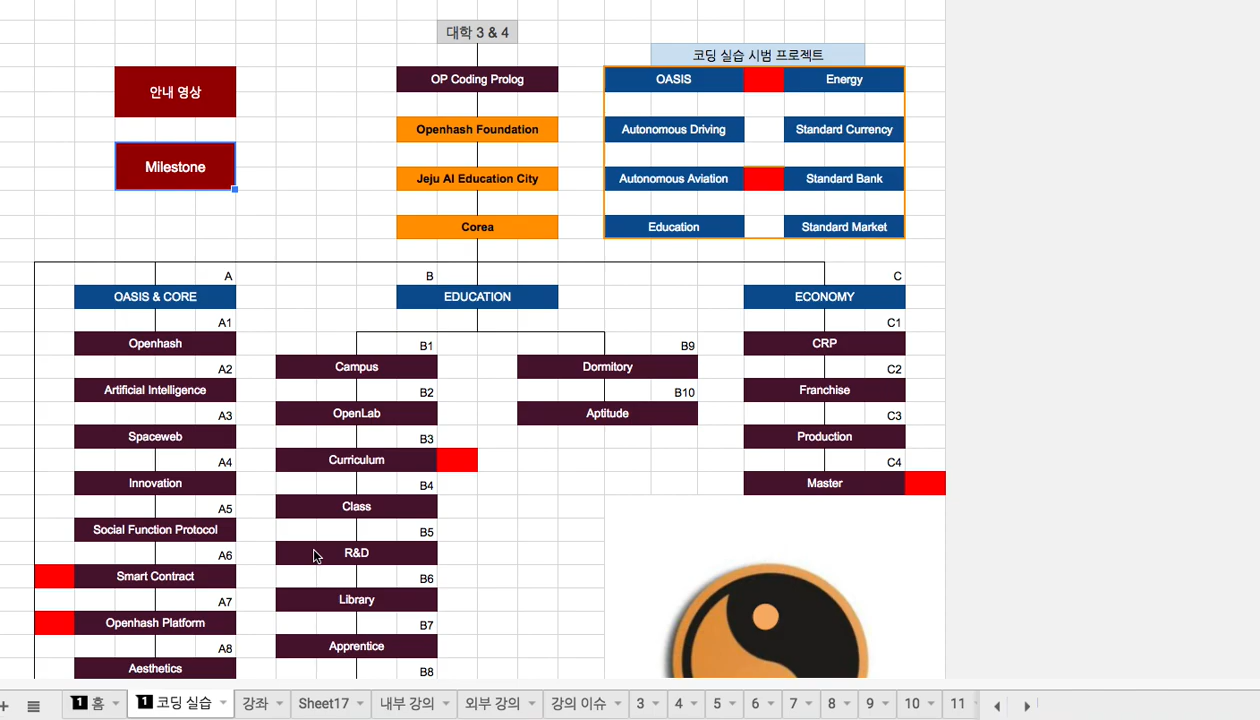 대학 3 & 4
코딩 실습 시범 프로젝트
안내 영상
Milestone
OP Coding Prolog
Openhash Foundation
Jeju AI Education City
Corea
OASIS
Energy
Autonomous Driving
Standard Currency
Autonomous Aviation
Standard Bank
Education
Standard Market
A
OASIS & CORE
A1
Openhash
A2
Artificial Intelligence
A3
Spaceweb
A4
Innovation
A5
Social Function Protocol
A6
Smart Contract
A7
Openhash Platform
A8
Aesthetics
B
EDUCATION
B1
Campus
B2
OpenLab
B3
Curriculum
B4
Class
B5
R&D
B6
Library
B7
Apprentice
B8
B9
Dormitory
B10
Aptitude
C
ECONOMY
C1
CRP
C2
Franchise
C3
Production
C4
Master
1 홈
1 코딩 실습
강좌
Sheet17
내부 강의
외부 강의
강의 이슈
3
4
5
6
7
8
9
10
11